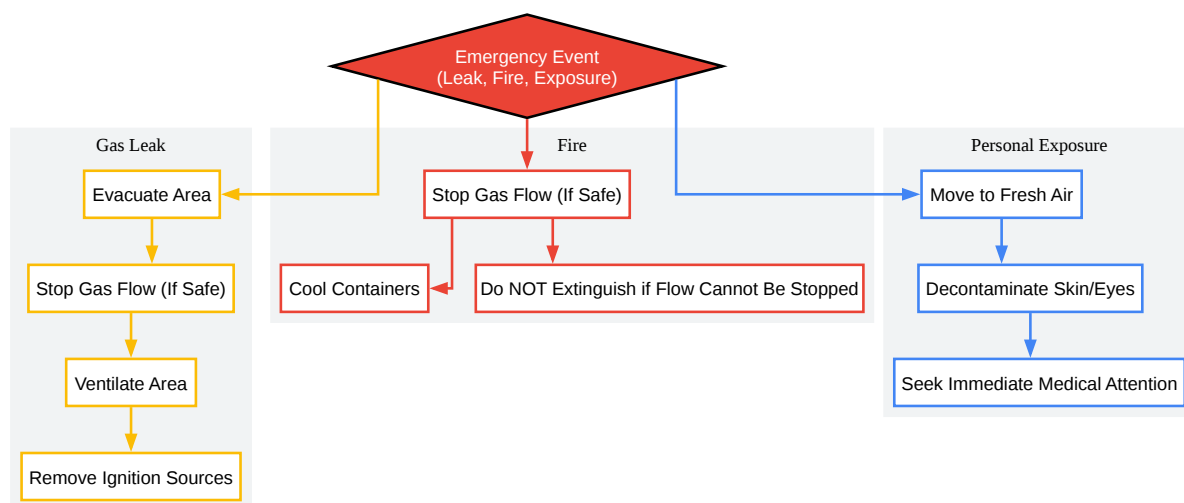 Emergency Event
(Leak, Fire, Exposure)
Gas Leak
Evacuate Area
Stop Gas Flow (If Safe)
Ventilate Area
Remove Ignition Sources
Fire
Stop Gas Flow (If Safe)
Cool Containers
Do NOT Extinguish if Flow Cannot Be Stopped
Personal Exposure
Move to Fresh Air
Decontaminate Skin/Eyes
Seek Immediate Medical Attention